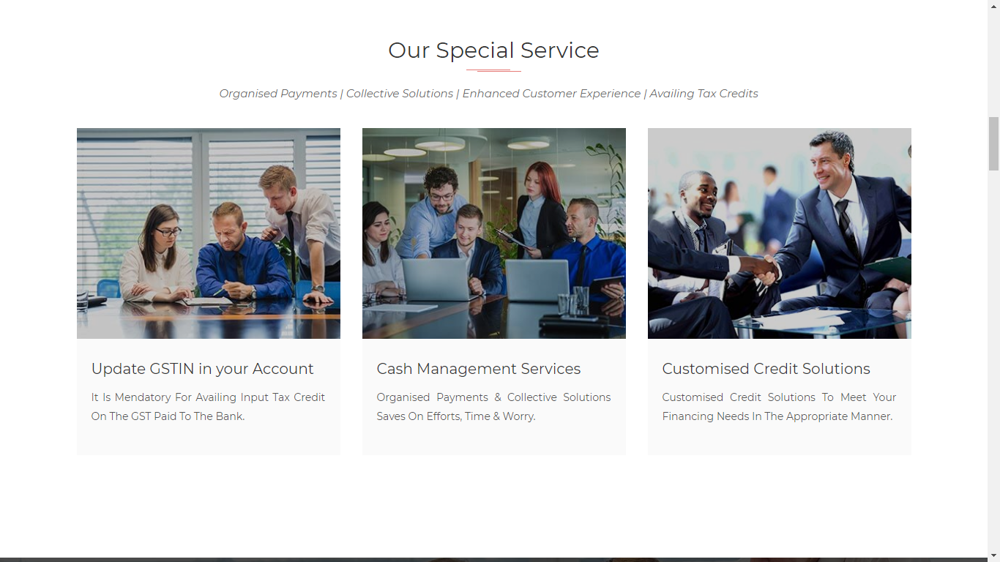 Our Special Service
Organised Payments | Collective Solutions | Enhanced Customer Experience | Availing Tax Credits
Update GSTIN in your Account
It Is Mendatory For Availing Input Tax Credit
On The GST Paid To The Bank.
Cash Management Services
Organised Payments & Collective Solutions
Saves On Efforts, Time & Worry.
Customised Credit Solutions
Customised Credit Solutions To Meet Your
Financing Needs In The Appropriate Manner.